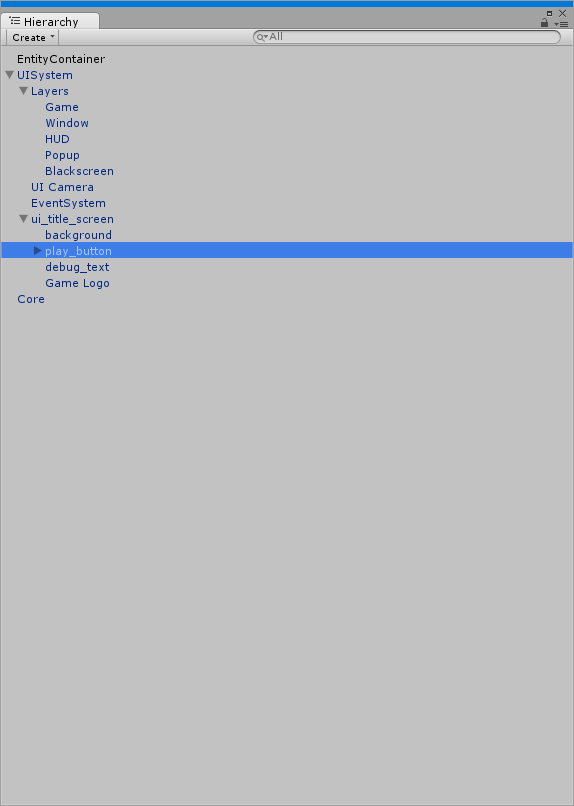 Hierarchy
Create All
EntityContainer
UISystem
Layers
Game
Window
HUD
Popup
Blackscreen
UI Camera
EventSystem
ui_title_screen
background
play_button
debug_text
Game Logo
Core